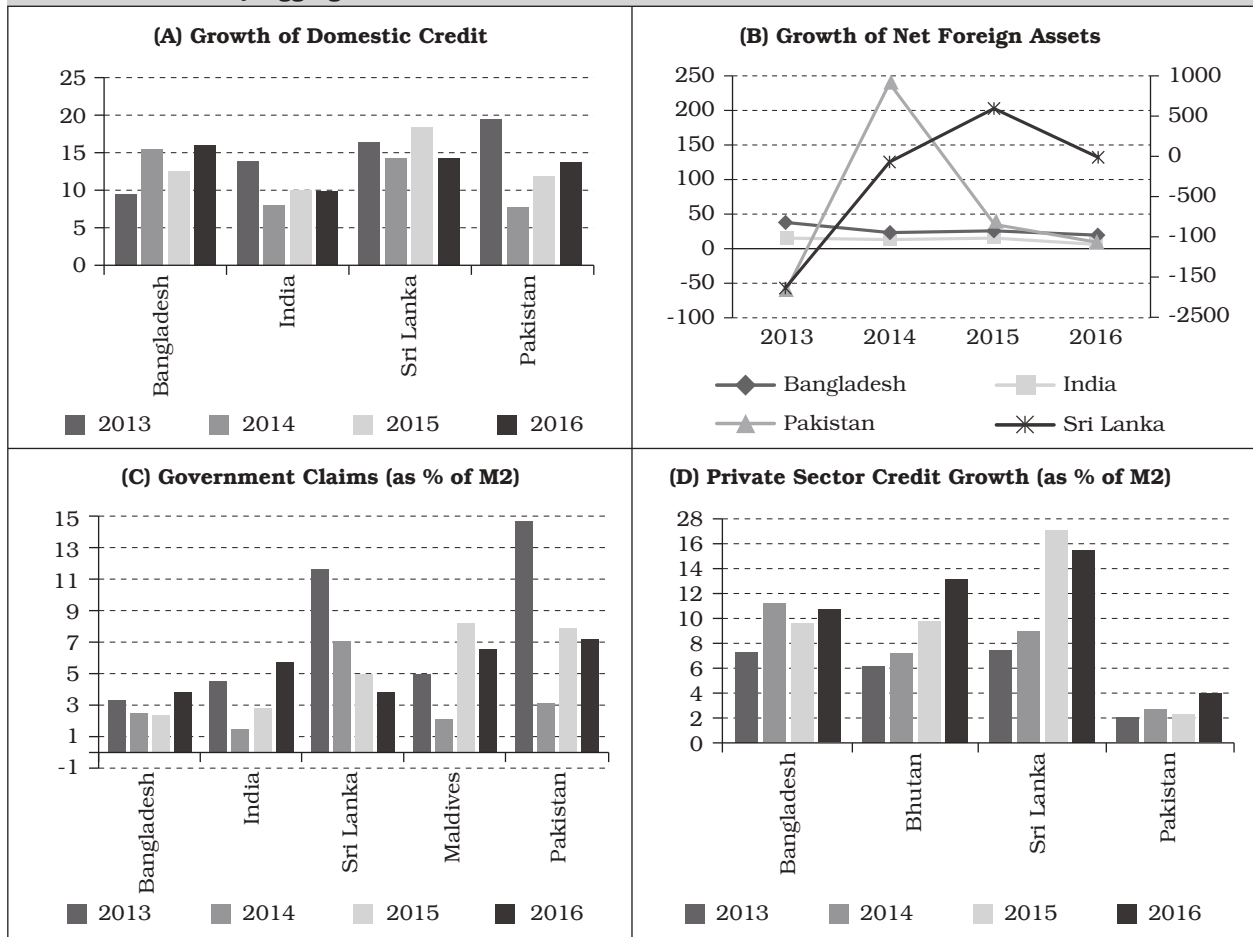 (A) Growth of Domestic Credit
25
20
15
10
5
0
Bangladesh
India
Sri Lanka
Pakistan
2013 2014 2015 2016
(B) Growth of Net Foreign Assets
250
200
150
100
50
0
-50
-100
1000
500
0
-500
-100
-150
-2500
2013 2014 2015 2016
Bangladesh India
Pakistan Sri Lanka
(C) Government Claims (as % of M2)
15
13
11
9
7
5
3
1
-1
Bangladesh
India
Sri Lanka
Maldives
Pakistan
2013 2014 2015 2016
(D) Private Sector Credit Growth (as % of M2)
28
16
14
12
10
8
6
4
2
0
Bangladesh
Bhutan
Sri Lanka
Pakistan
2013 2014 2015 2016